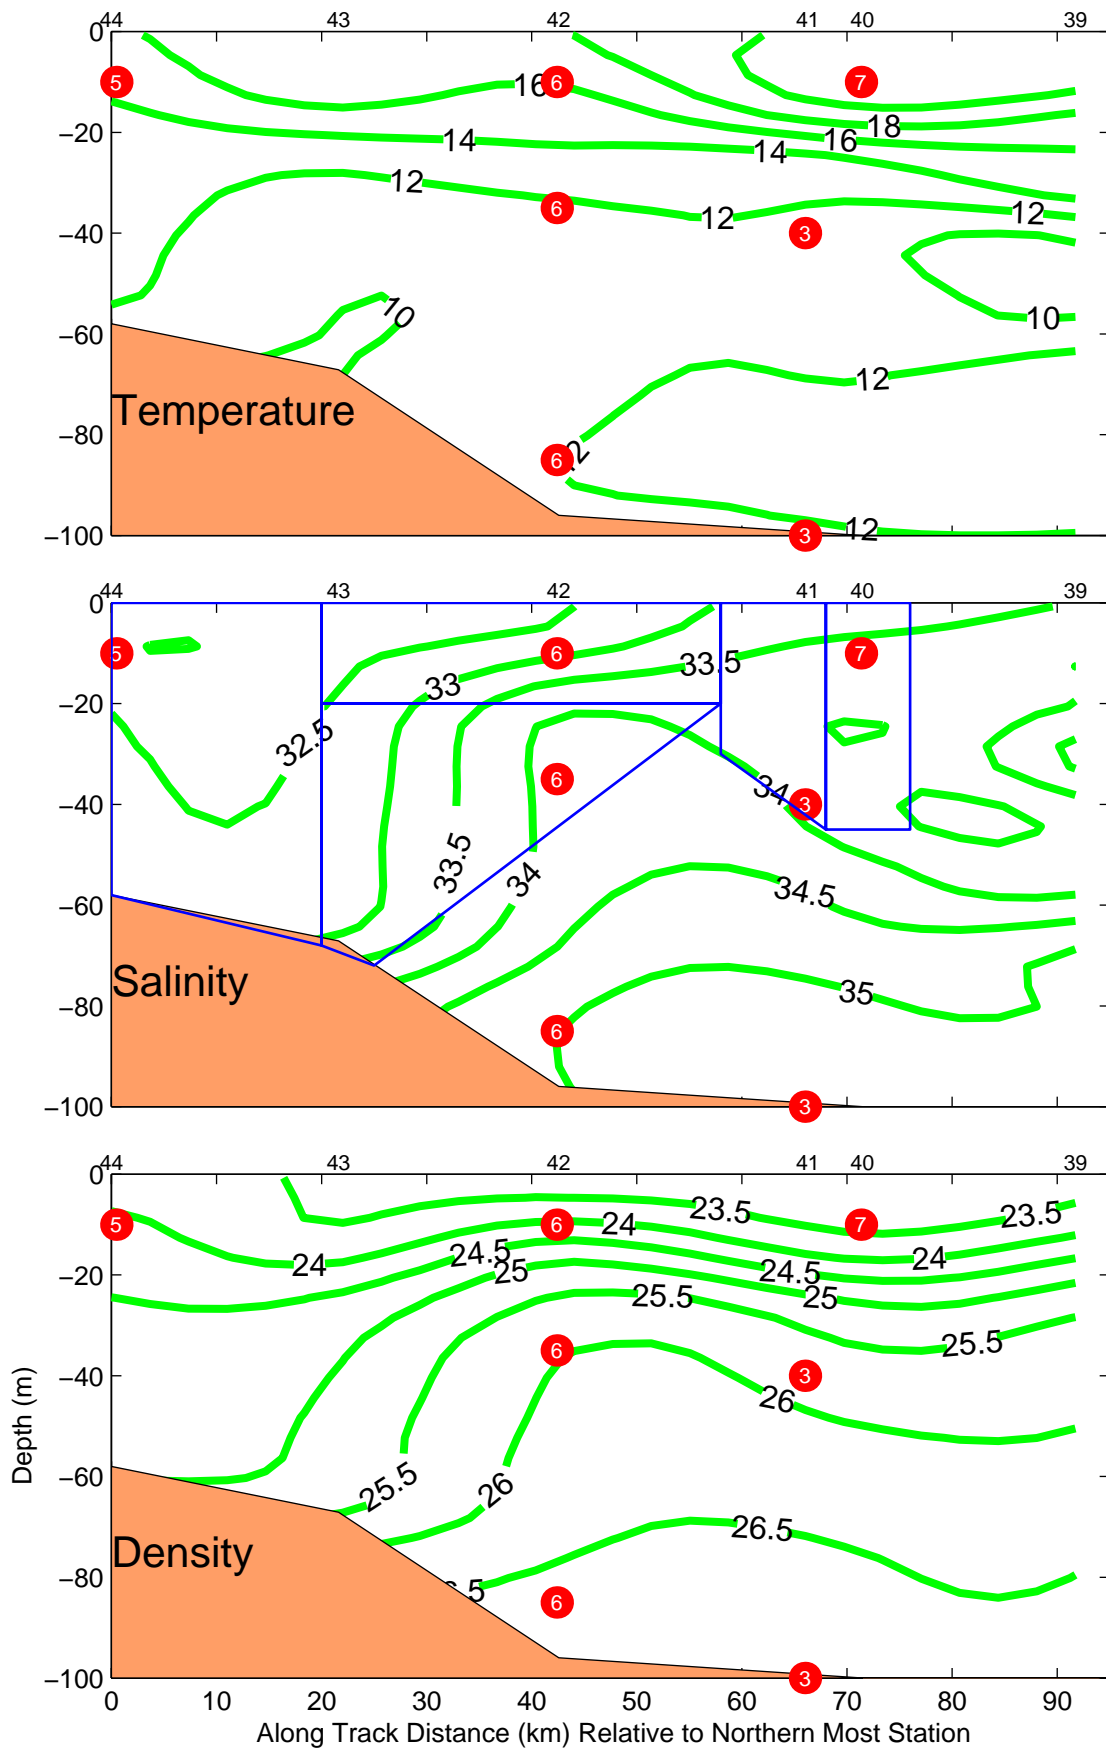 44 43 42 41 40 39
0
5 16 6 7
−20 14 14 16 18
12 6 12 12
−40 3
10 10
−60
12
Temperature
−80
6
−100 3 12
44 43 42 41 40 39
0
5 6 33.5 7
33
−20
32.5
6 34 3
−40
33.5 34 34.5
−60
Salinity
35
−80
6
−100 3
44 43 42 41 40 39
0
5 6 24 23.5 7 23.5
24 24.5 24
−20 25 24.5
25.5 25
25.5
6 3
−40 26
Depth (m)
−60 25.5 26
26.5
Density
−80
6
−100 3
0 10 20 30 40 50 60 70 80 90
Along Track Distance (km) Relative to Northern Most Station